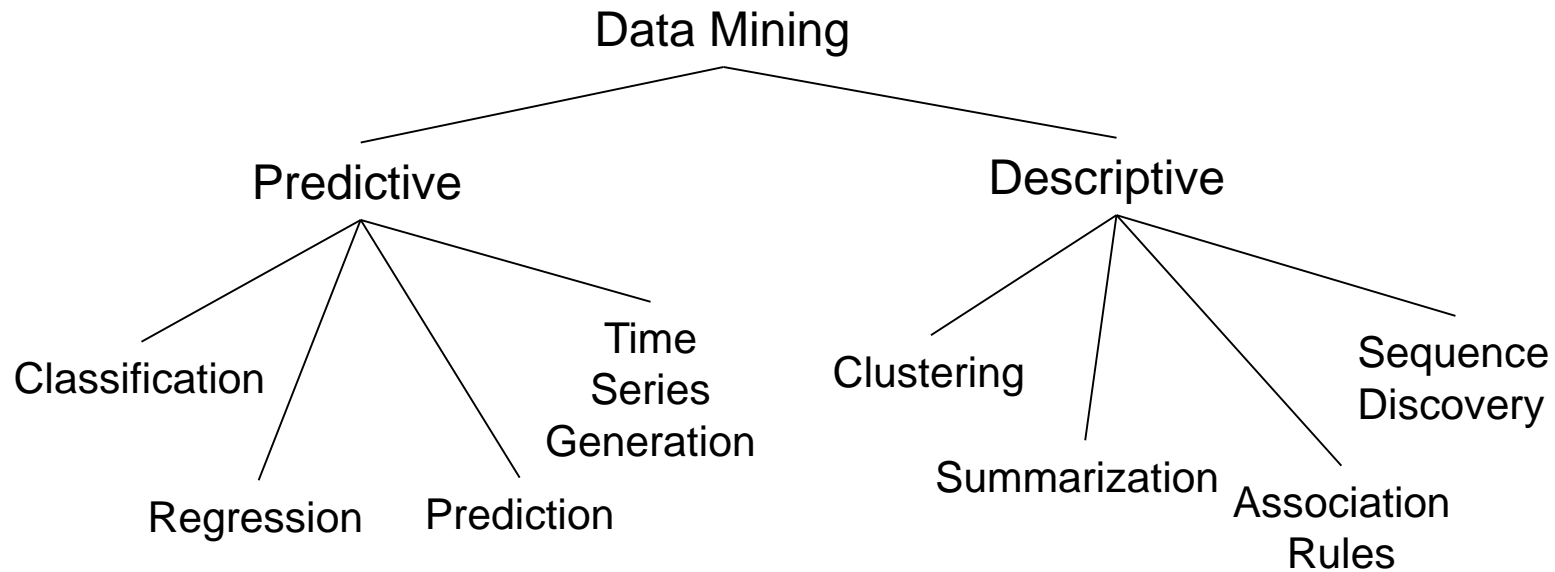 Data Mining
Predictive
Descriptive
Classification
Regression
Prediction
Time
Series
Generation
Clustering
Summarization
Association
Rules
Sequence
Discovery